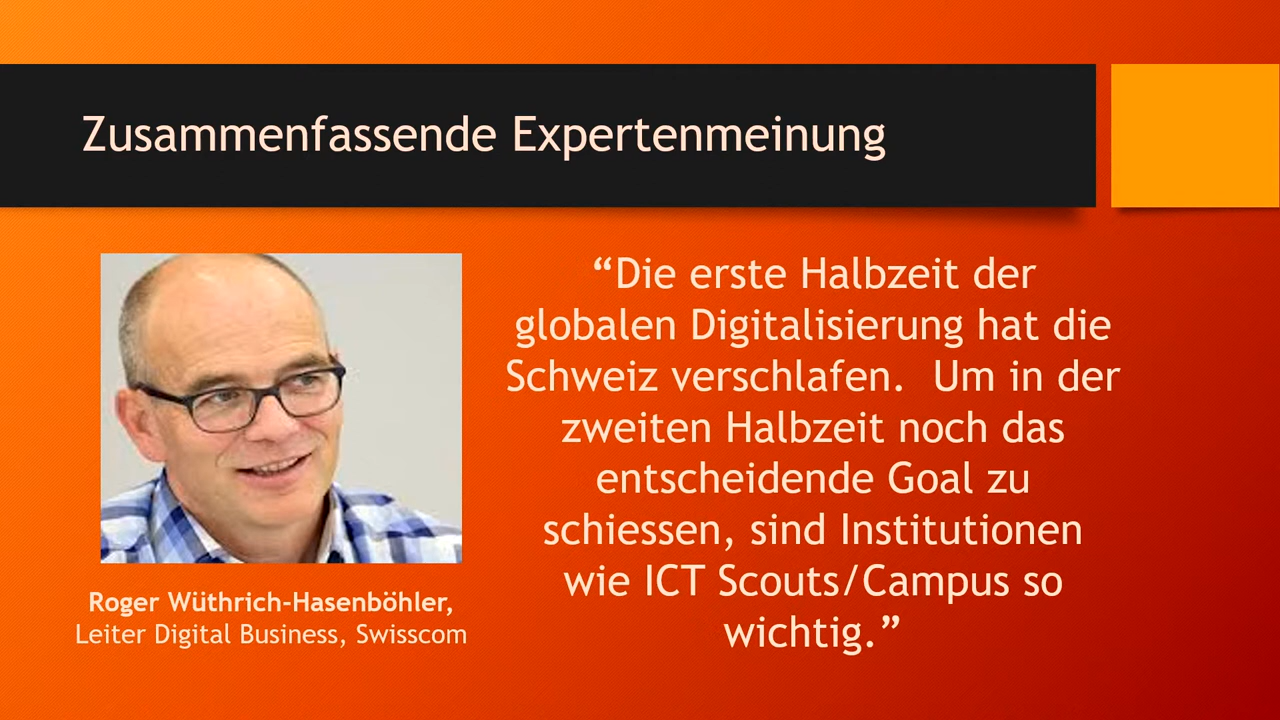 Zusammenfassende Expertenmeinung
“Die erste Halbzeit der
globalen Digitalisierung hat die
Schweiz verschlafen.  Um in der
zweiten Halbzeit noch das
entscheidende Goal zu
schiessen, sind Institutionen
wie ICT Scouts/Campus so
wichtig.”
Roger Wüthrich-Hasenböhler,
Leiter Digital Business, Swisscom